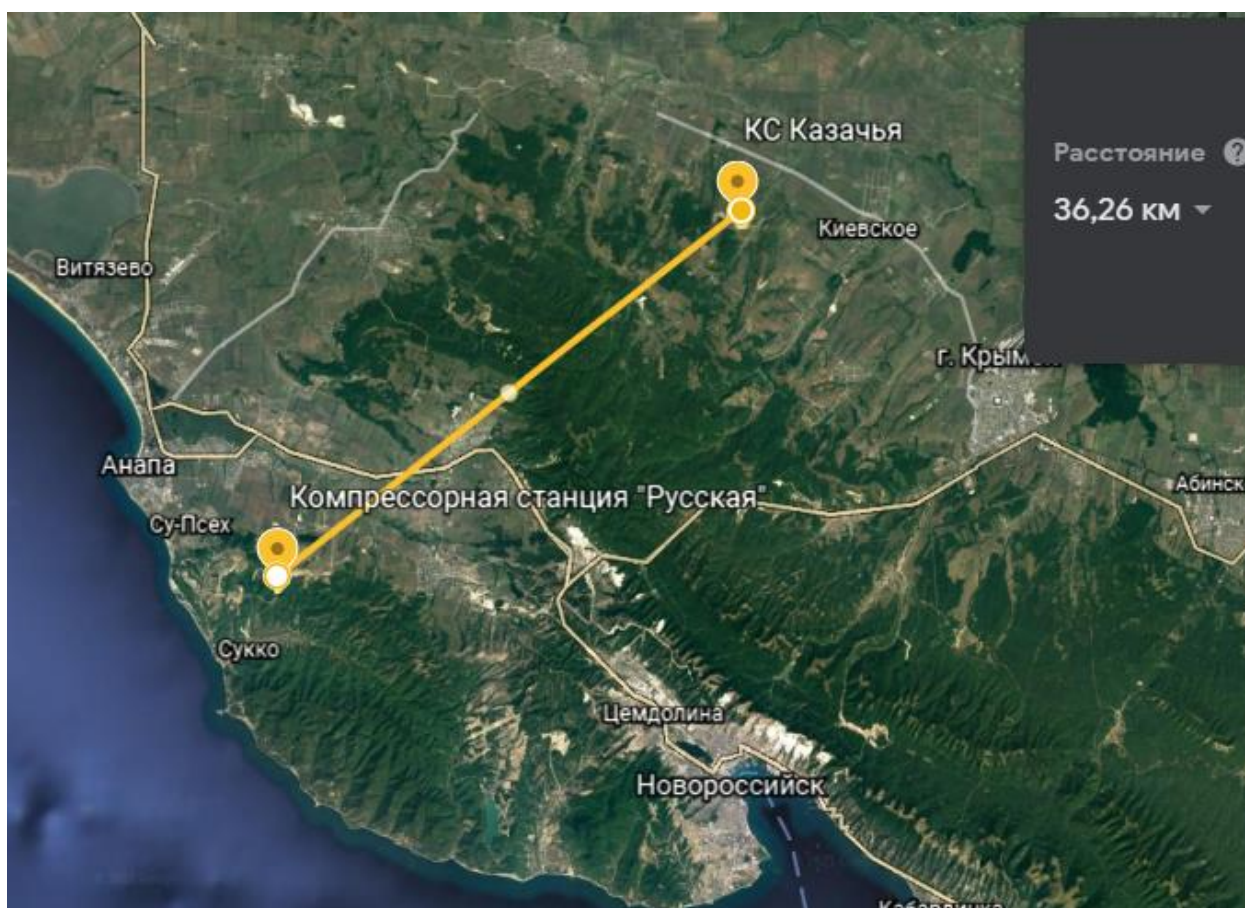 КС Казачья
Расстояние
36,26 км
Киевское
Витязево
г. Крымск
Анапа
Компрессорная станция "Русская"
Абинск
Су-Псех
Сукко
Цемдолина
Новороссийск
Кабардинка